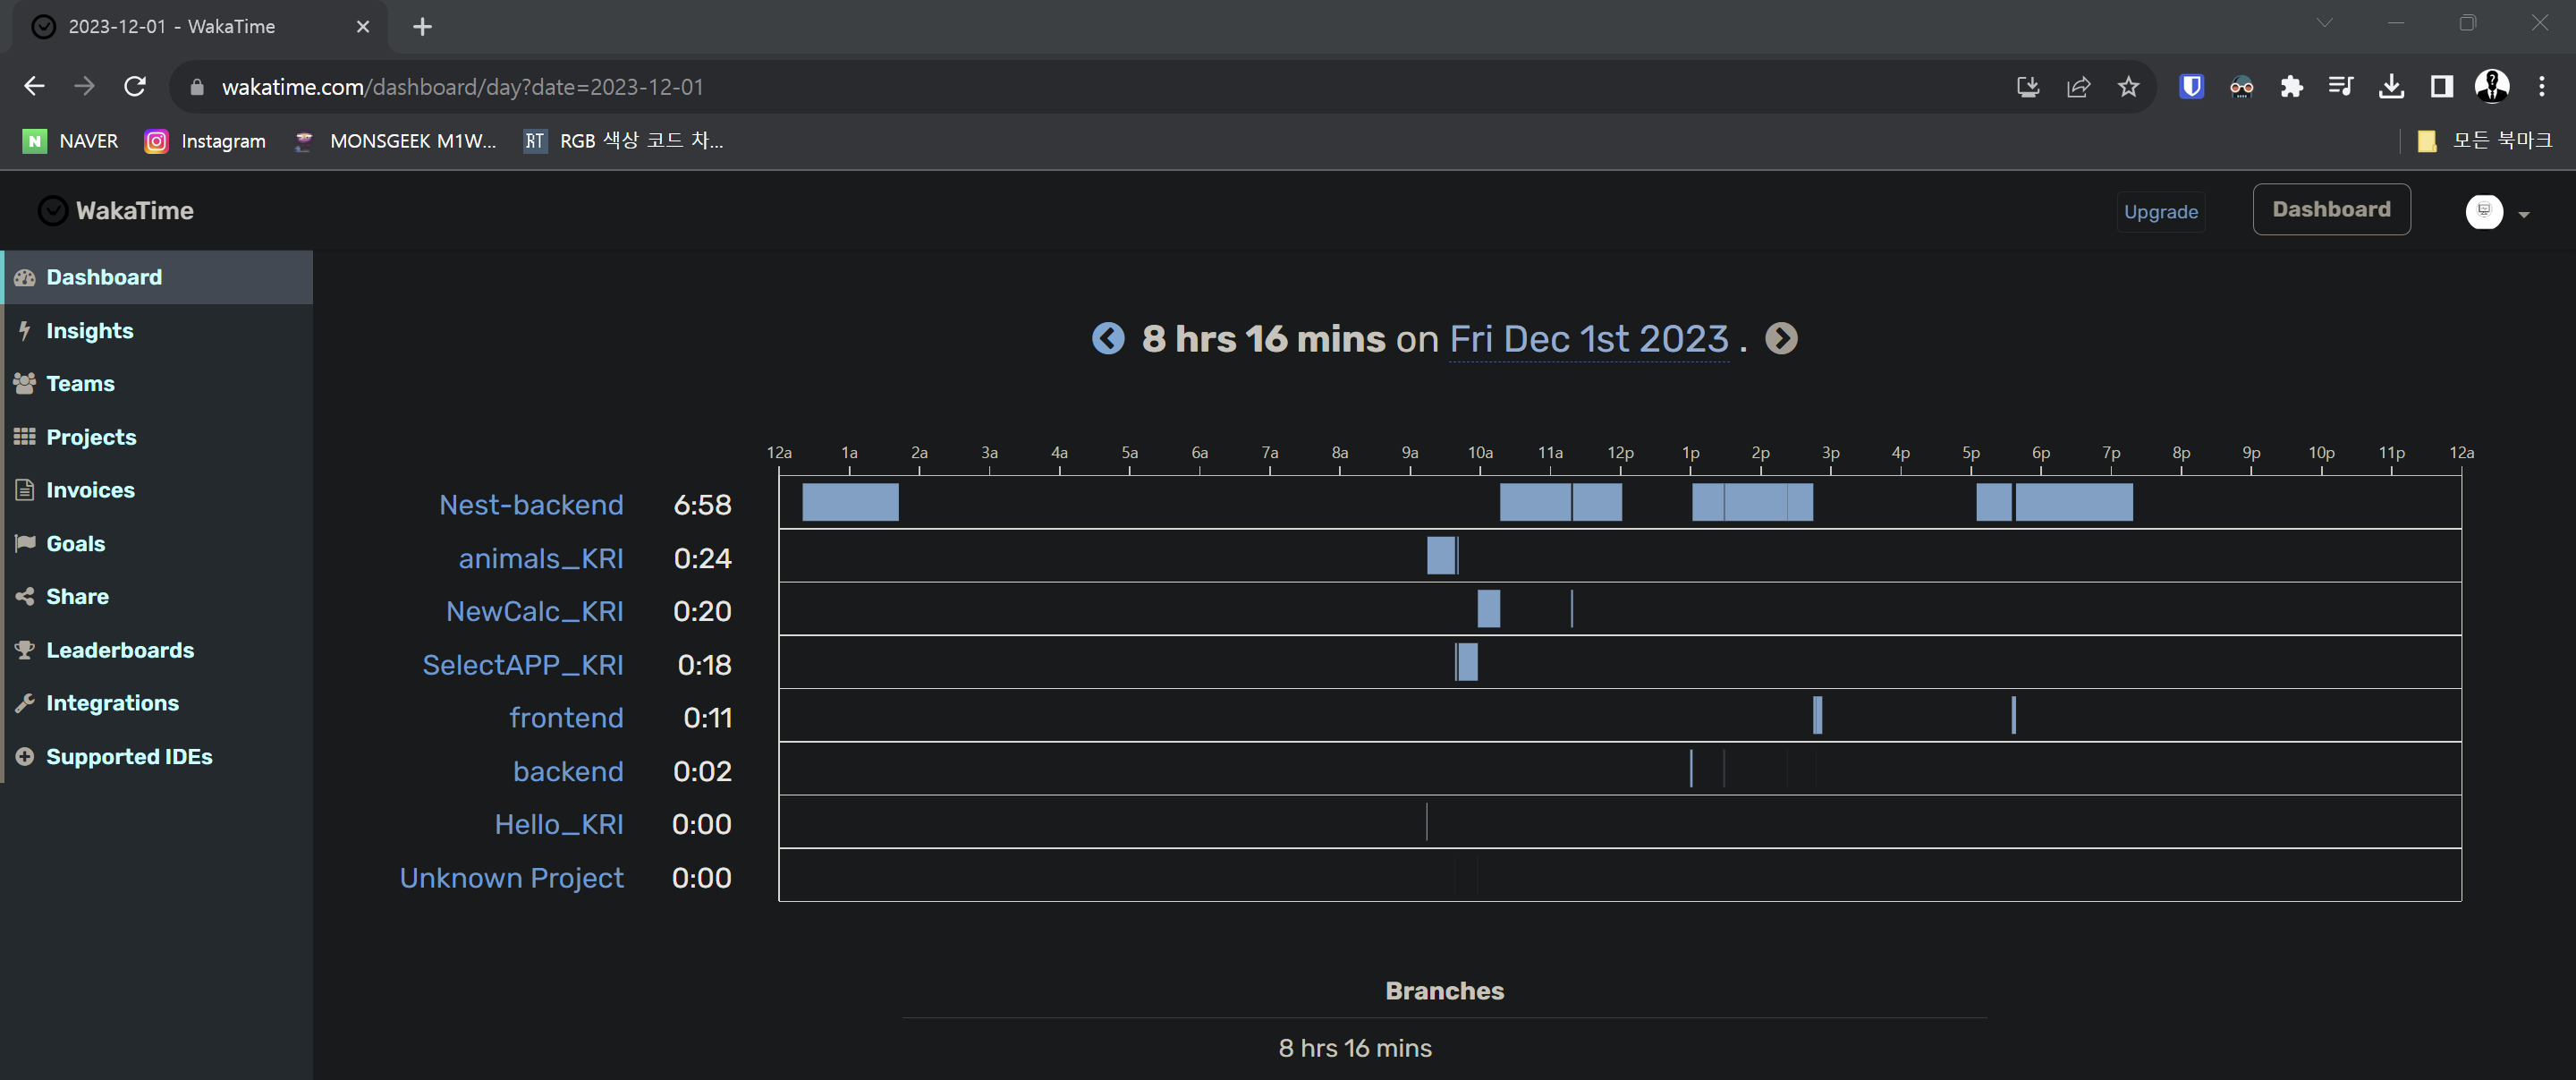 2023-12-01 - WakaTime
wakatime.com/dashboard/day?date=2023-12-01
NAVER Instagram MONSGEEK M1W... RT RGB 색상 코드 차... 모든 북마크
WakaTime Upgrade Dashboard
Dashboard
Insights
Teams
Projects
Invoices
Goals
Share
Leaderboards
Integrations
Supported IDEs
8 hrs 16 mins on Fri Dec 1st 2023 .
12a 1a 2a 3a 4a 5a 6a 7a 8a 9a 10a 11a 12p 1p 2p 3p 4p 5p 6p 7p 8p 9p 10p 11p 12a
Nest-backend 6:58
animals_KRI 0:24
NewCalc_KRI 0:20
SelectAPP_KRI 0:18
frontend 0:11
backend 0:02
Hello_KRI 0:00
Unknown Project 0:00
Branches
8 hrs 16 mins